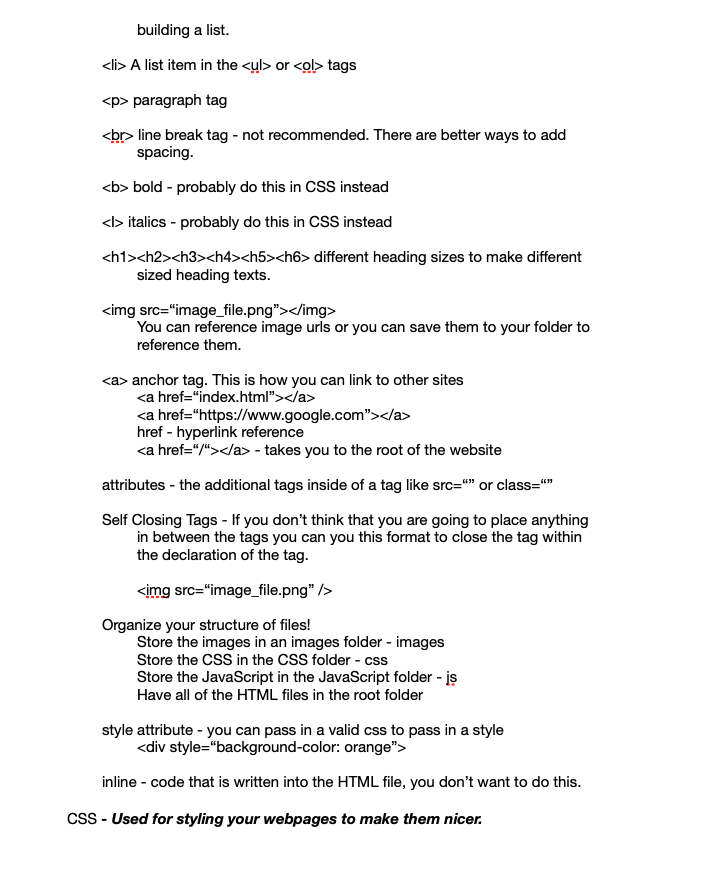 building a list.
<li> A list item in the <ul> or <ol> tags
<p> paragraph tag
<br> line break tag - not recommended. There are better ways to add
spacing.
<b> bold - probably do this in CSS instead
<I> italics - probably do this in CSS instead
<h1><h2><h3><h4><h5><h6> different heading sizes to make different
sized heading texts.
<img src=“image_file.png”></img>
You can reference image urls or you can save them to your folder to
reference them.
<a> anchor tag. This is how you can link to other sites
<a href=“index.html”></a>
<a href=“https://www.google.com”></a>
href - hyperlink reference
<a href=“/“></a> - takes you to the root of the website
attributes - the additional tags inside of a tag like src=“” or class=“”
Self Closing Tags - If you don’t think that you are going to place anything
in between the tags you can you this format to close the tag within
the declaration of the tag.
<img src=“image_file.png” />
Organize your structure of files!
Store the images in an images folder - images
Store the CSS in the CSS folder - css
Store the JavaScript in the JavaScript folder - js
Have all of the HTML files in the root folder
style attribute - you can pass in a valid css to pass in a style
<div style=“background-color: orange”>
inline - code that is written into the HTML file, you don’t want to do this.
CSS - Used for styling your webpages to make them nicer.